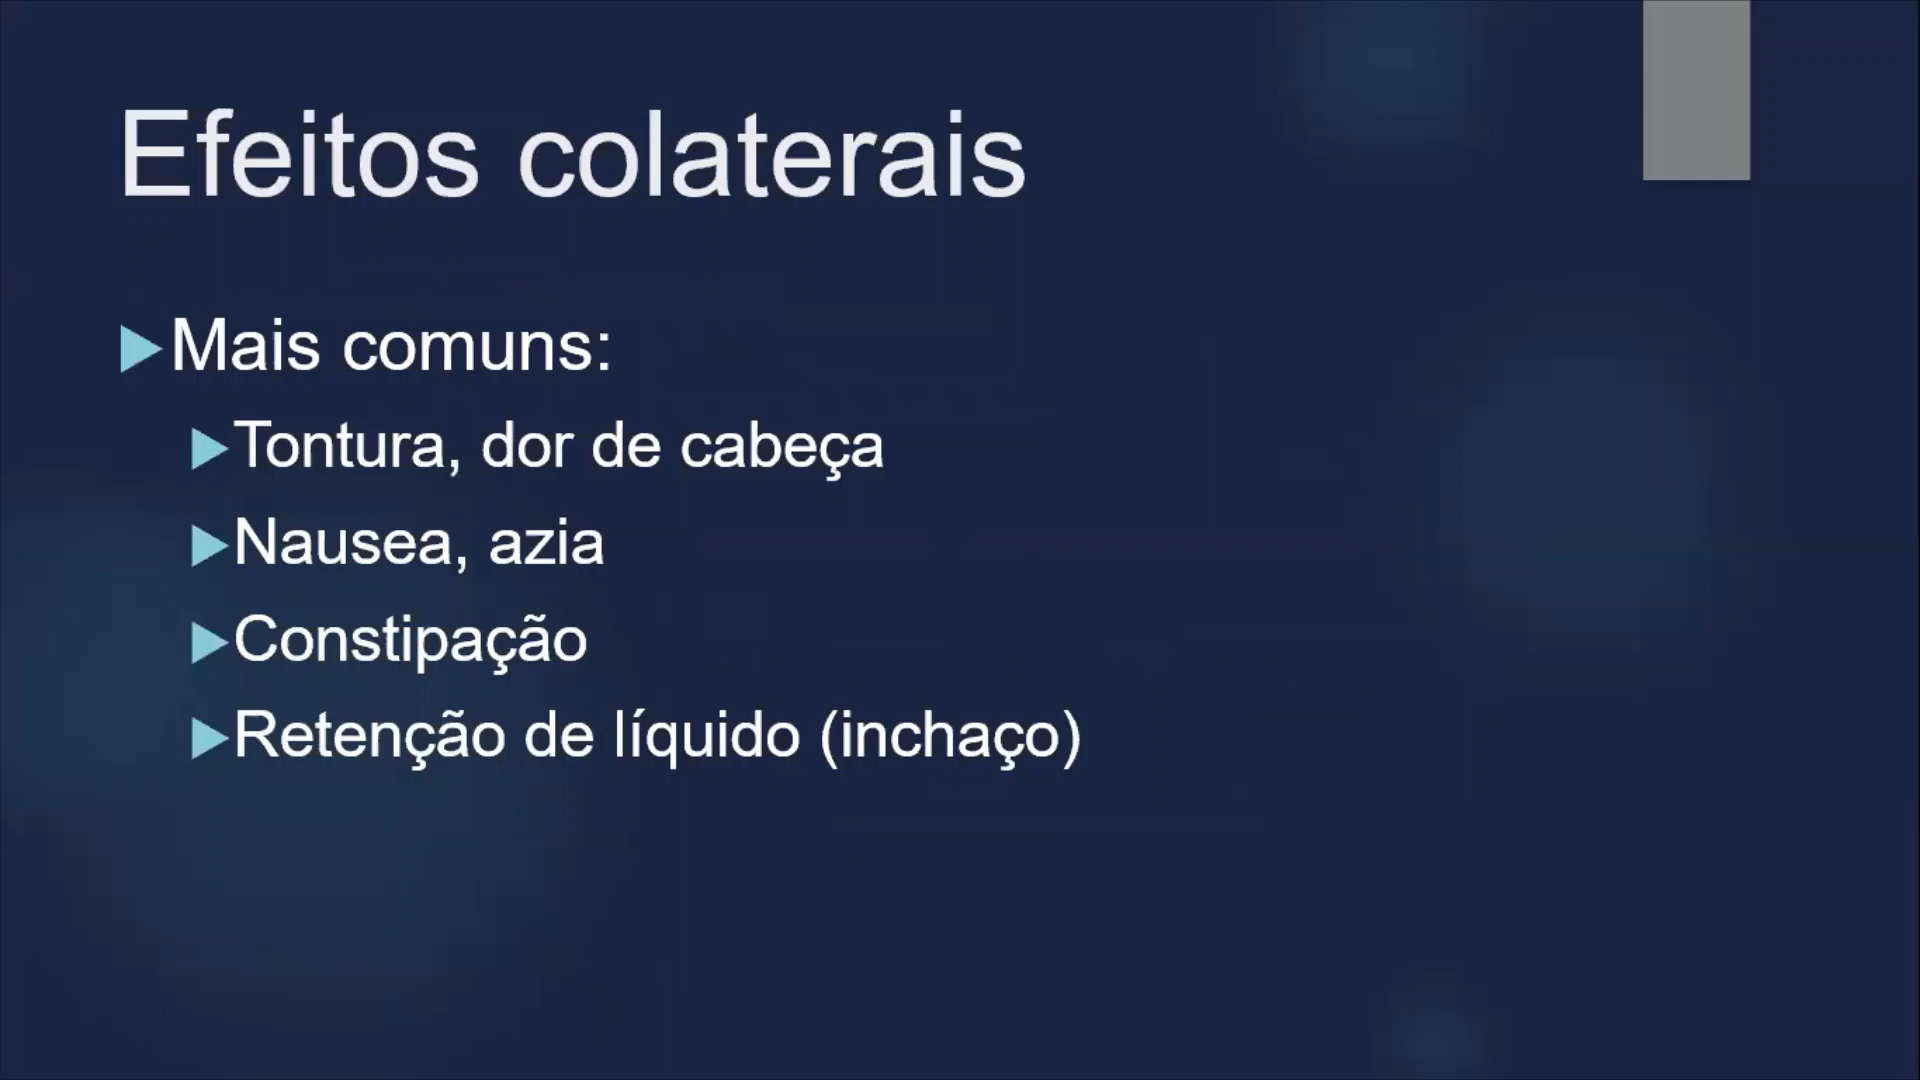 Efeitos colaterais
Mais comuns:
Tontura, dor de cabeça
Nausea, azia
Constipação
Retenção de líquido (inchaço)